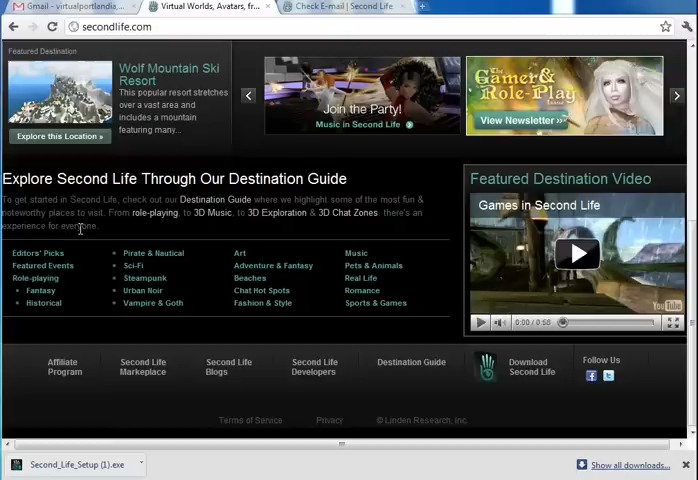 Gmail - virtualportlandia,...
Virtual Worlds, Avatars, fr...
Check E-mail | Second Life
secondlife.com
Featured Destination
Wolf Mountain Ski
Resort
This popular resort stretches
over a vast area and
includes a mountain
featuring many...
Explore this Location »
Join the Party!
Music in Second Life
The
Gamer &
Role-Play
Issue
View Newsletter »
Explore Second Life Through Our Destination Guide
To get started in Second Life, check out our Destination Guide where we highlight some of the most fun &
noteworthy places to visit. From role-playing, to 3D Music, to 3D Exploration & 3D Chat Zones, there's an
experience for everyone.
Editors' Picks
Featured Events
Role-playing
Fantasy
Historical
Pirate & Nautical
Sci-Fi
Steampunk
Urban Noir
Vampire & Goth
Art
Adventure & Fantasy
Beaches
Chat Hot Spots
Fashion & Style
Music
Pets & Animals
Real Life
Romance
Sports & Games
Featured Destination Video
Games in Second Life
YouTube
0:00 / 0:58
Affiliate
Program
Second Life
Marketplace
Second Life
Blogs
Second Life
Developers
Destination Guide
Download
Second Life
Follow Us
Terms of Service
Privacy
© Linden Research, Inc.
Second_Life_Setup (1).exe
Show all downloads...